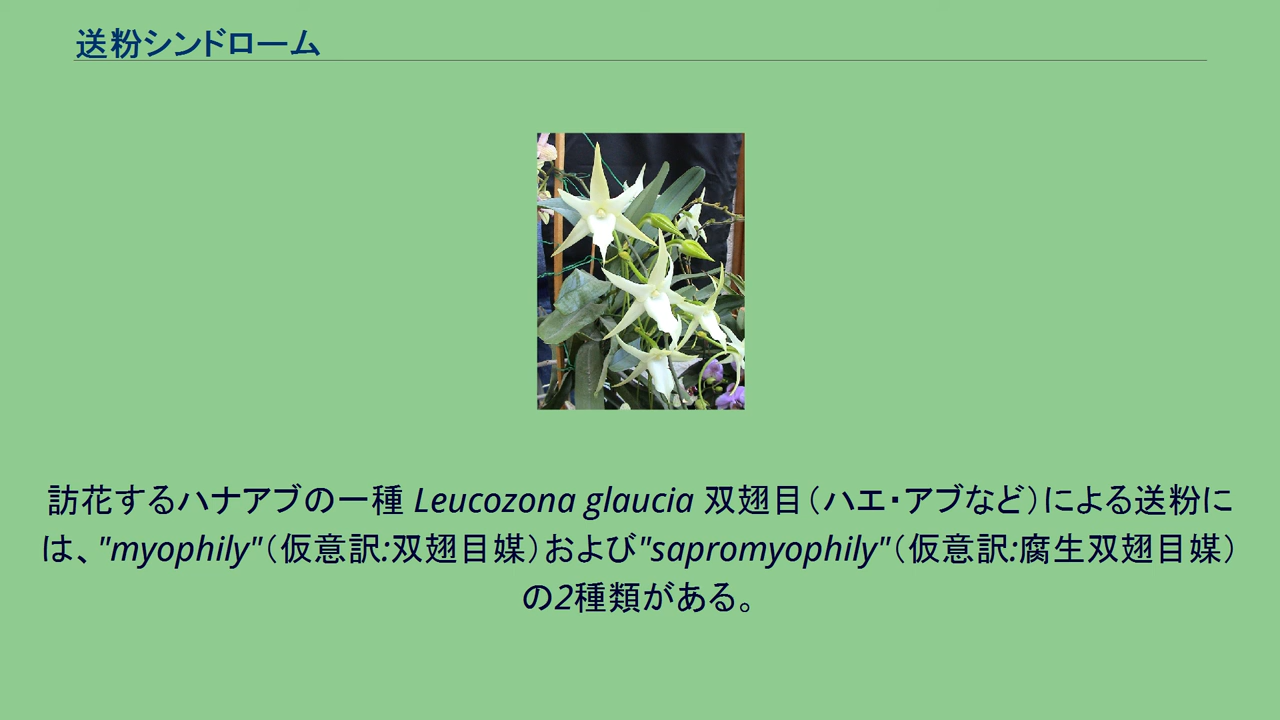 送粉シンドローム
訪花するハナアブの一種 Leucozona glaucia 双翅目（ハエ・アブなど）による送粉に
は、"myophily"（仮意訳:双翅目媒）および"sapromyophily"（仮意訳:腐生双翅目媒）
の2種類がある。